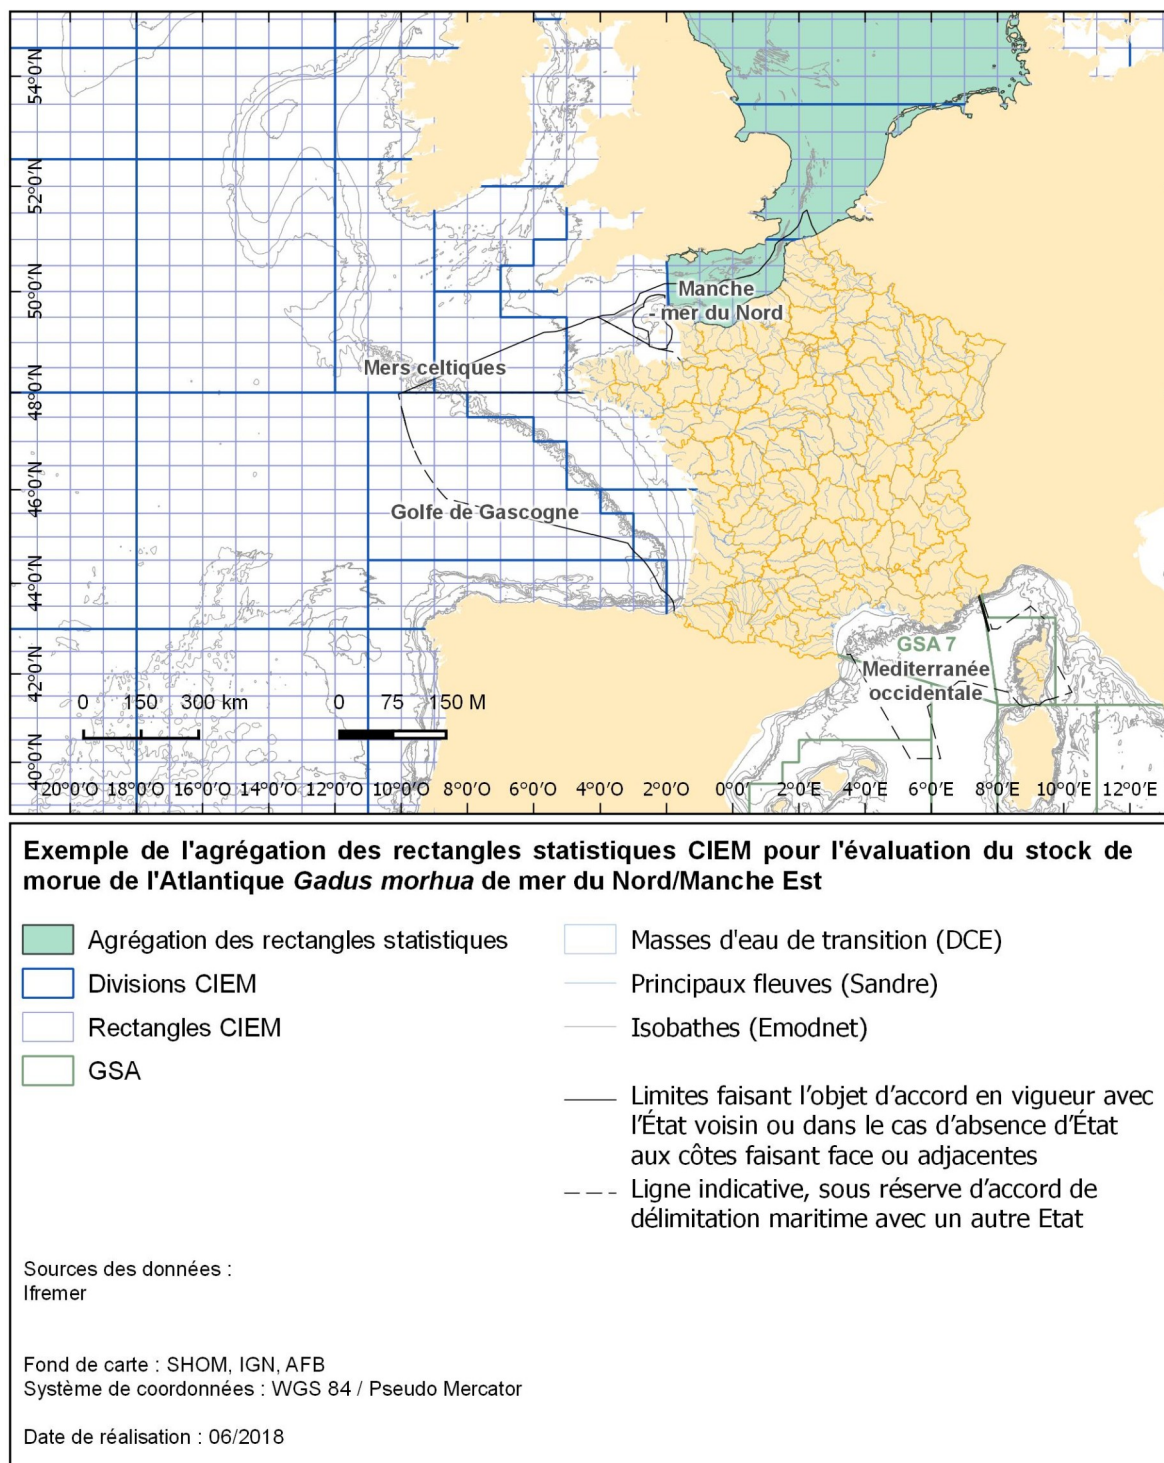 54°0'N
52°0'N
50°0'N
48°0'N
46°0'N
44°0'N
42°0'N
40°0'N
Manche
- mer du Nord
Mers celtiques
Golfe de Gascogne
GSA 7
Mediterranée
occidentale
0 150 300 km
0 75 150 M
20°0'O 18°0'O 16°0'O 14°0'O 12°0'O 10°0'O 8°0'O 6°0'O 4°0'O 2°0'O 0°0'E 2°0'E 4°0'E 6°0'E 8°0'E 10°0'E 12°0'E
Exemple de l'agrégation des rectangles statistiques CIEM pour l'évaluation du stock de
morue de l'Atlantique Gadus morhua de mer du Nord/Manche Est
Agrégation des rectangles statistiques
Divisions CIEM
Rectangles CIEM
GSA
Masses d'eau de transition (DCE)
Principaux fleuves (Sandre)
Isobathes (Emodnet)
Limites faisant l'objet d'accord en vigueur avec
l'État voisin ou dans le cas d'absence d'État
aux côtes faisant face ou adjacentes
Ligne indicative, sous réserve d'accord de
délimitation maritime avec un autre Etat
Sources des données :
Ifremer
Fond de carte : SHOM, IGN, AFB
Système de coordonnées : WGS 84 / Pseudo Mercator
Date de réalisation : 06/2018